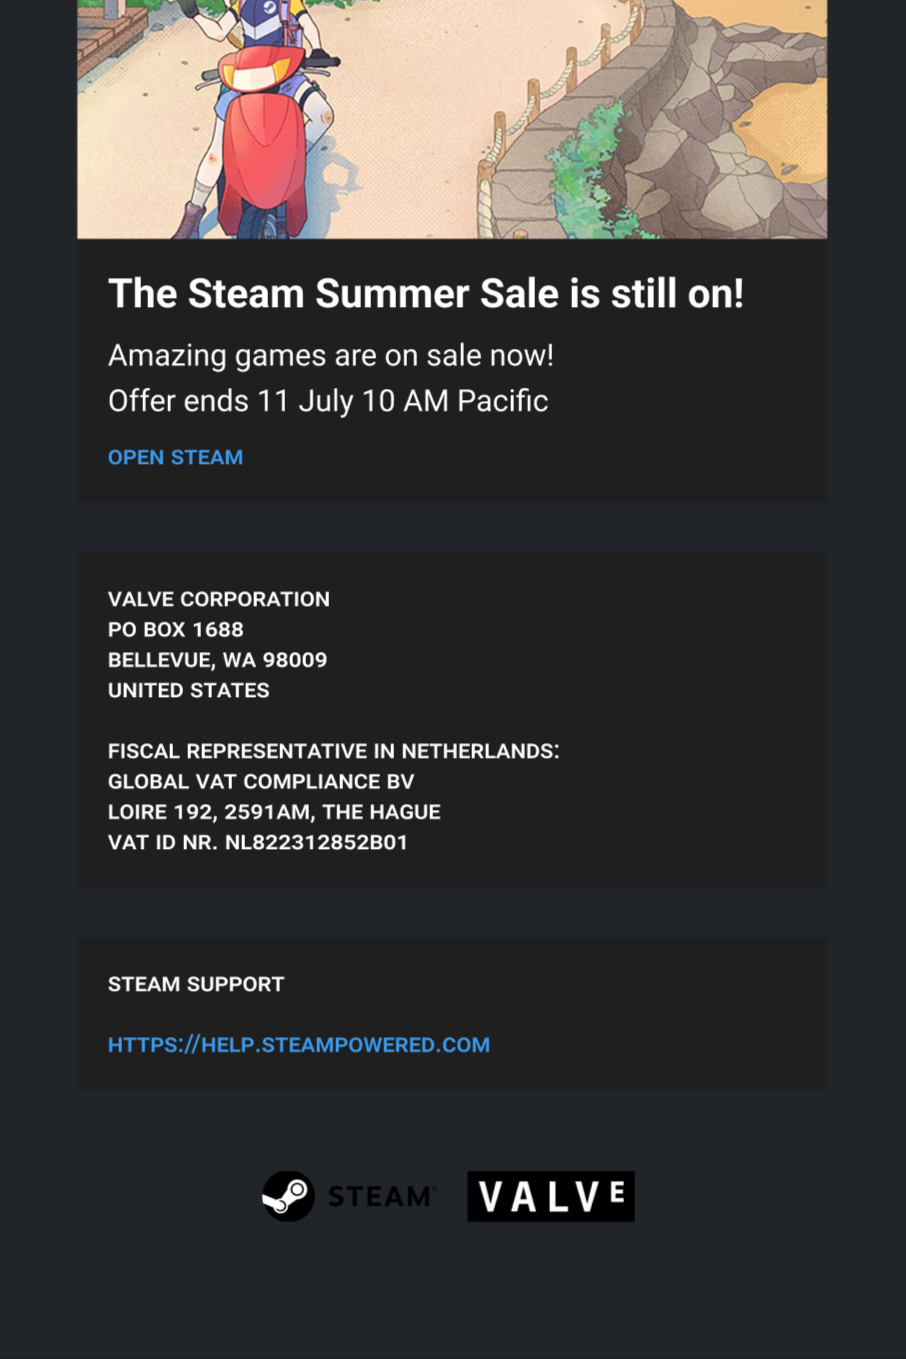 The Steam Summer Sale is still on!
Amazing games are on sale now!
Offer ends 11 July 10 AM Pacific
OPEN STEAM
VALVE CORPORATION
PO BOX 1688
BELLEVUE, WA 98009
UNITED STATES
FISCAL REPRESENTATIVE IN NETHERLANDS:
GLOBAL VAT COMPLIANCE BV
LOIRE 192, 2591AM, THE HAGUE
VAT ID NR. NL822312852B01
STEAM SUPPORT
HTTPS://HELP.STEAMPOWERED.COM
STEAM® VALVE